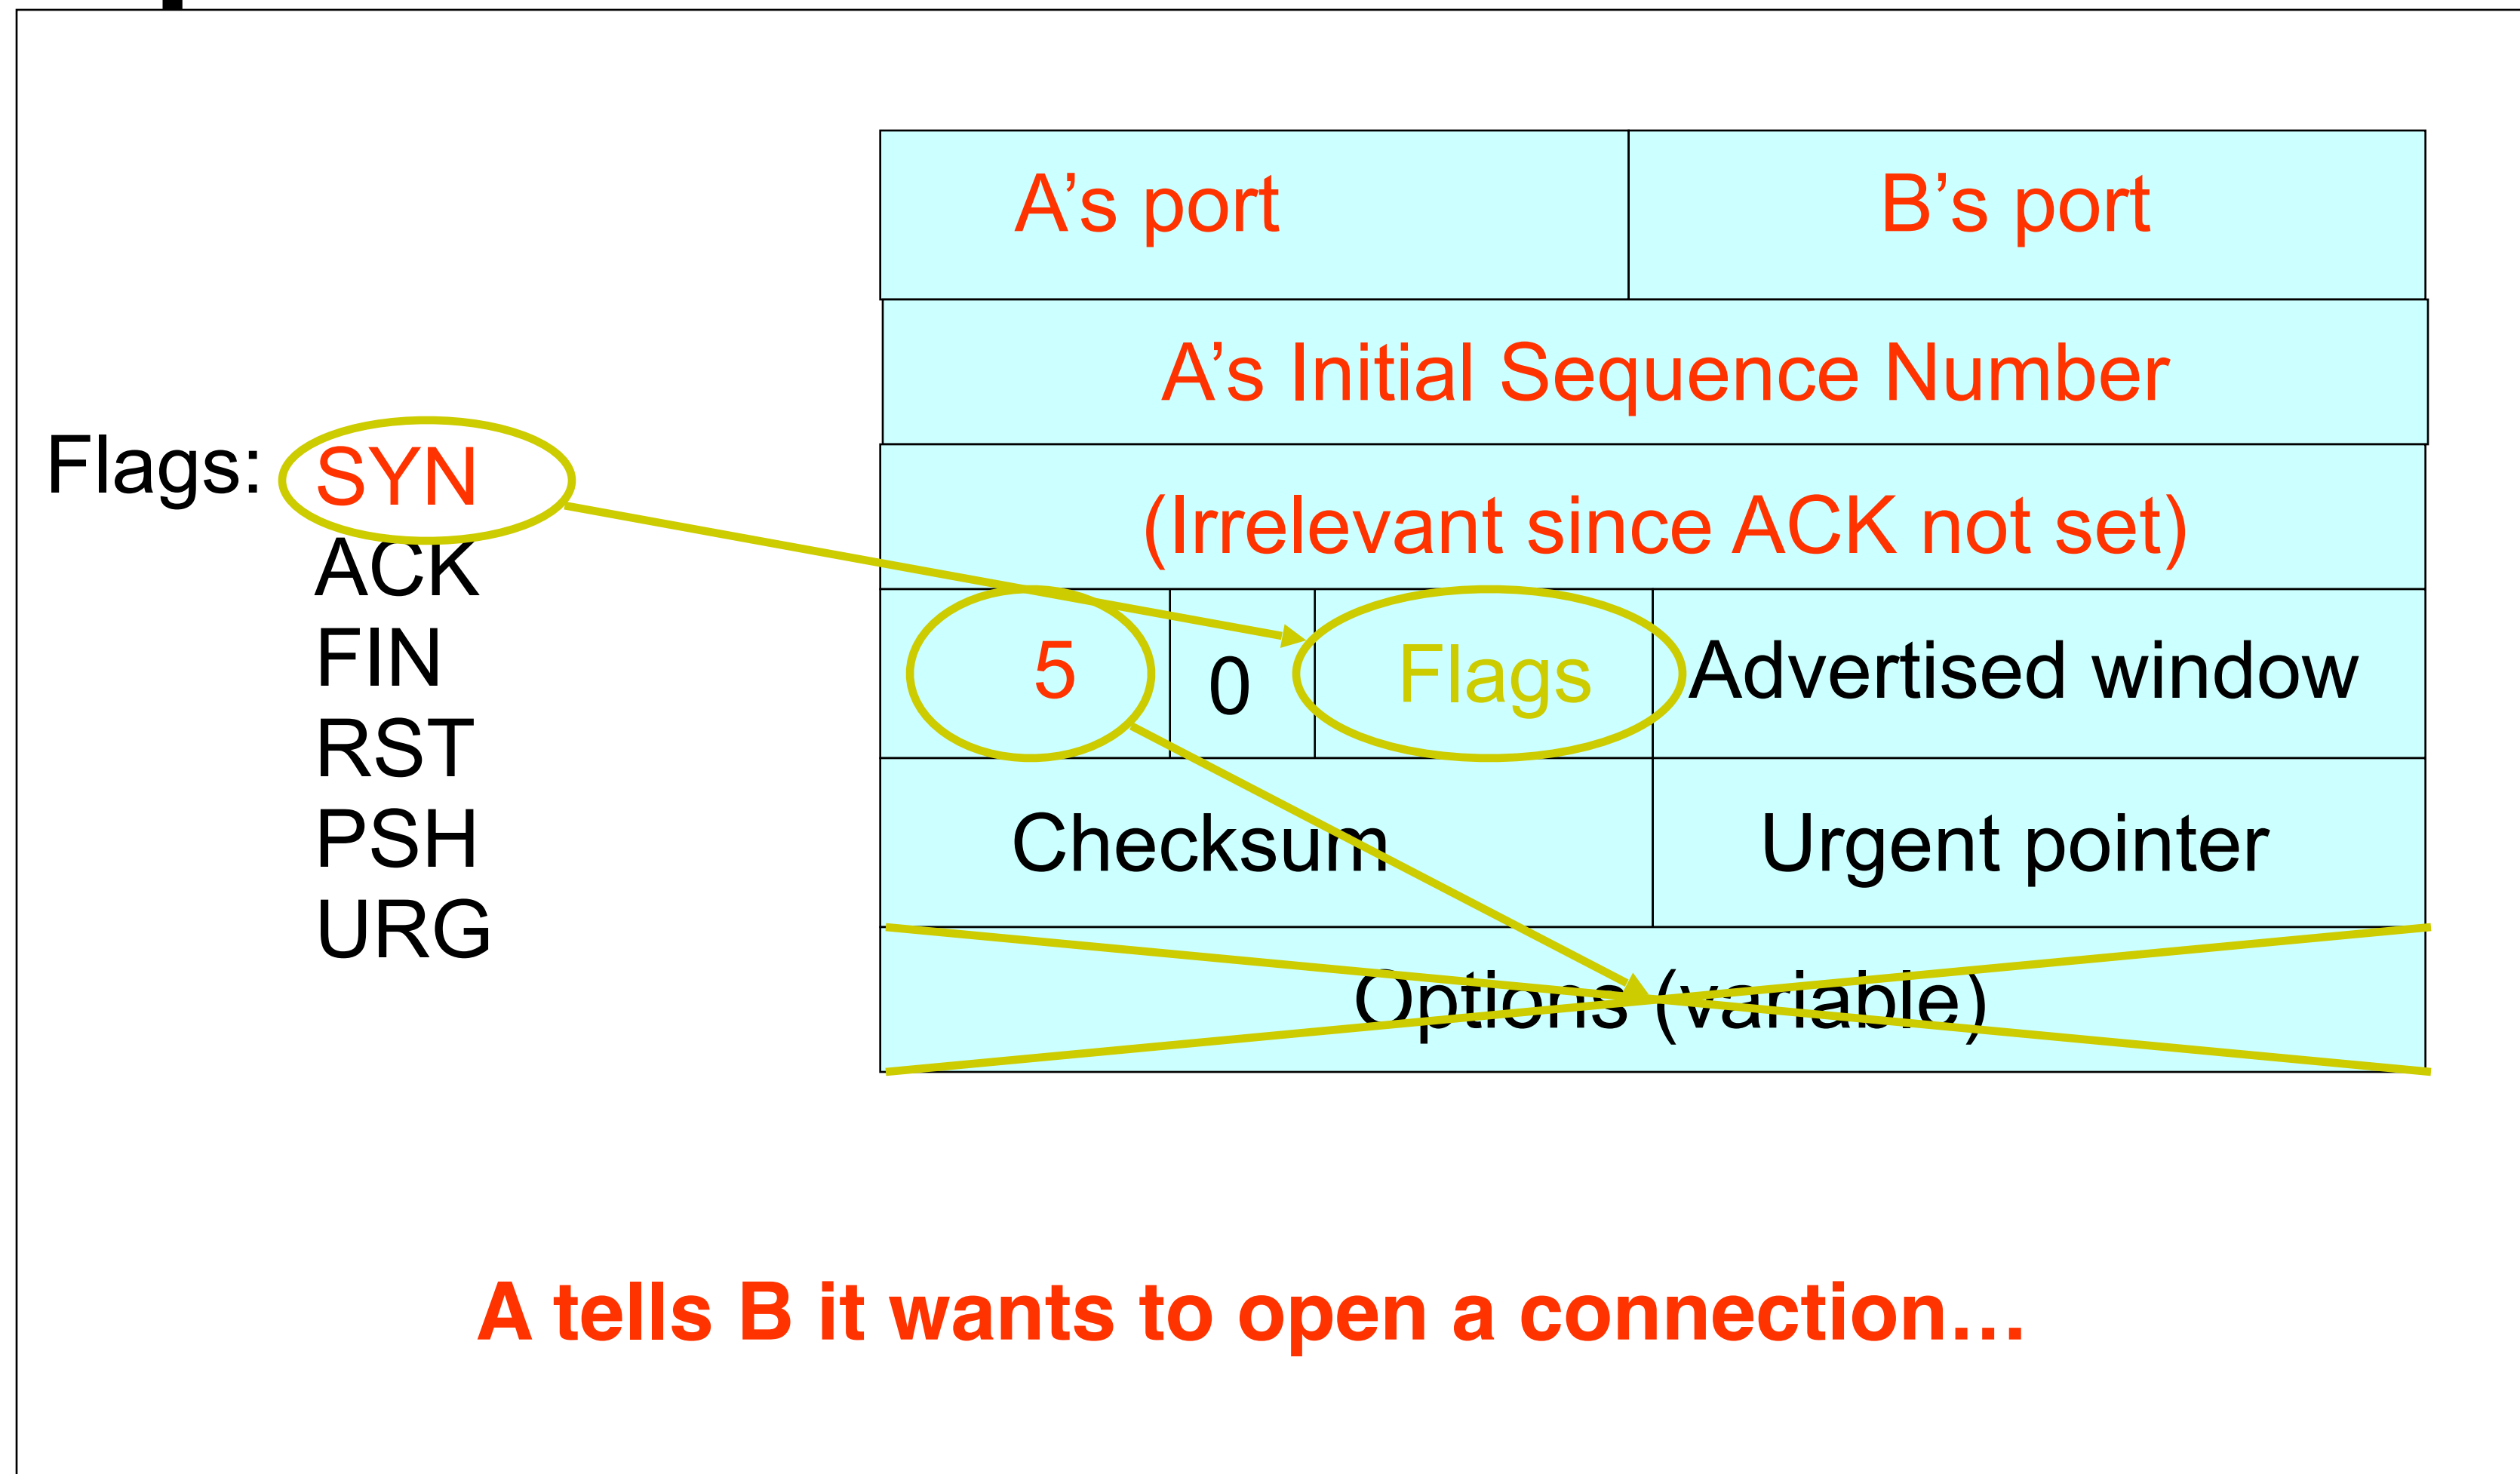 Flags:
SYN
ACK
FIN
RST
PSH
URG
A’s port
B’s port
A’s Initial Sequence Number
(Irrelevant since ACK not set)
5
0
Flags
Advertised window
Checksum
Urgent pointer
Options (variable)
A tells B it wants to open a connection…